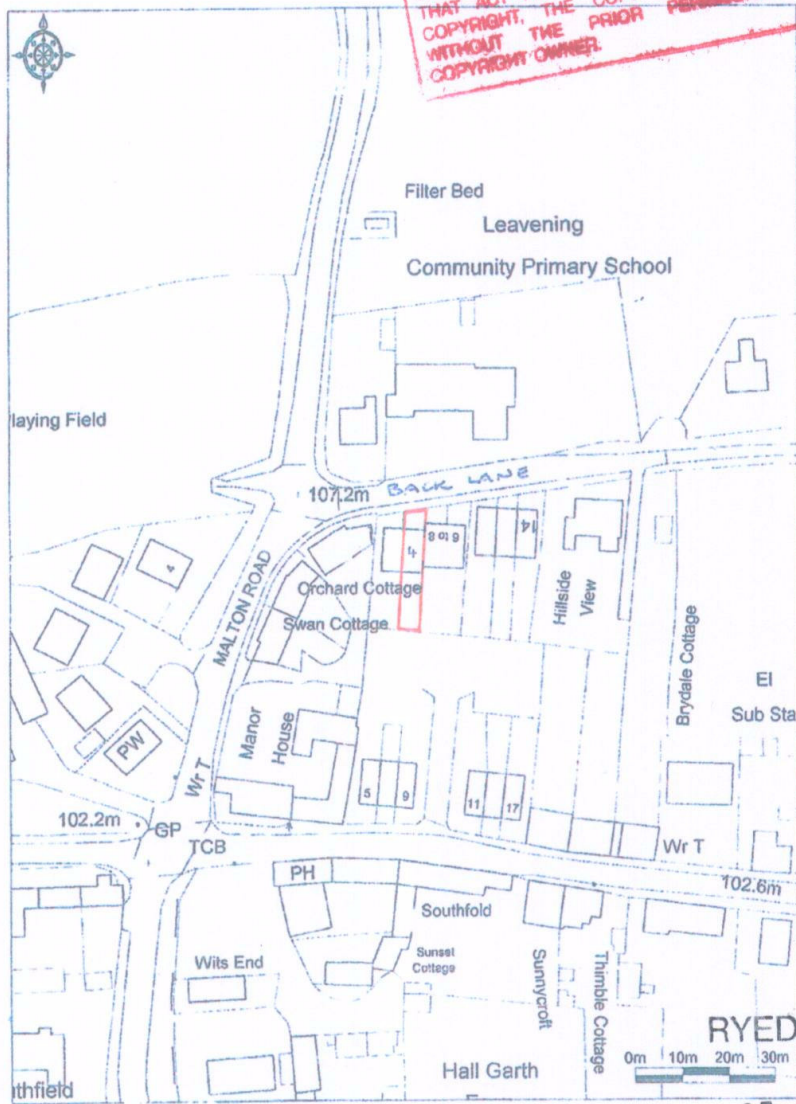 THAT
COPYRIGHT, THE
WITHOUT THE PRIOR
COPYRIGHT OWNER.
Filter Bed
Leavening
Community Primary School
laying Field
107.2m
BACK LANE
4
4
6 to 8
14
MALTON ROAD
Orchard Cottage
Swan Cottage
Hillside
View
Brydale Cottage
El
Sub Sta
PW
Wr T
Manor
House
5
9
11
17
102.2m
GP
TCB
Wr T
PH
102.6m
Southfold
Wits End
Sunset
Cottage
Sunnycroft
Thimble Cottage
RYED
0m 10m 20m 30m
Hall Garth
thfield